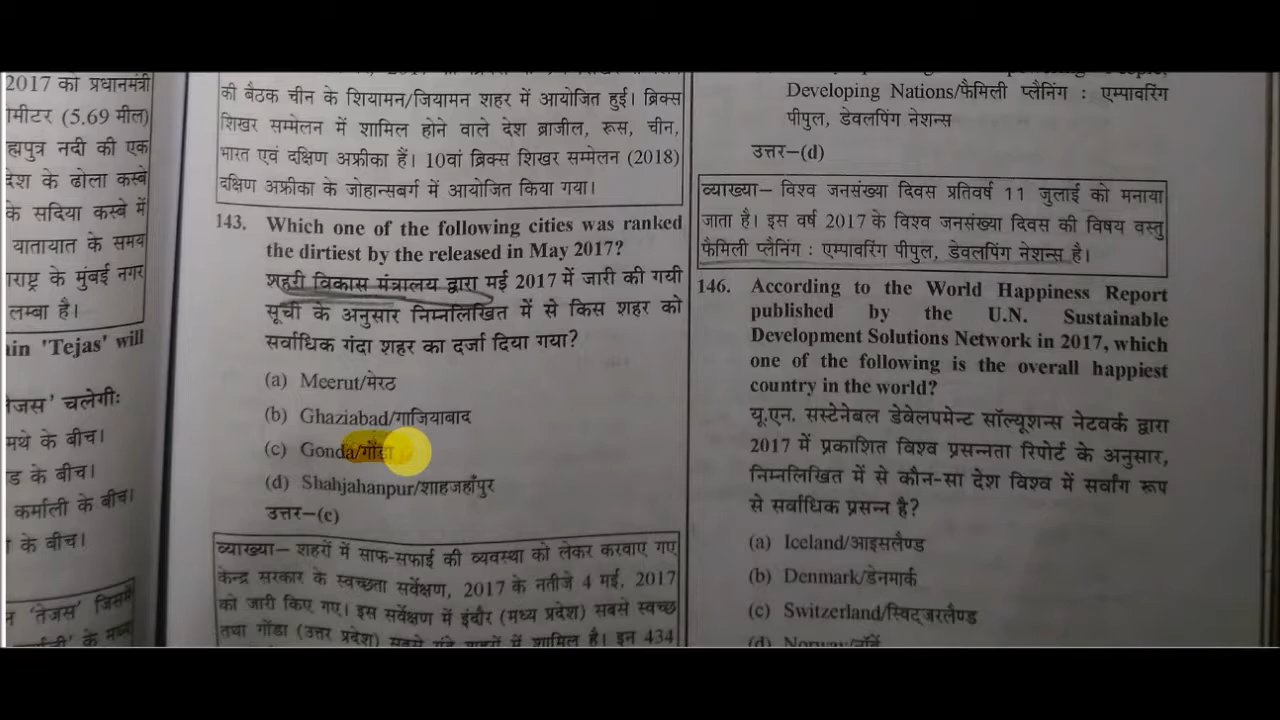 2017 को प्रधानमंत्री
मीटर (5.69 मील)
ह्मपुत्र नदी की एक
देश के ढोला कस्बे
के सदिया कस्बे में
यातायात के समय
राष्ट्र के मुंबई नगर
लम्बा है।
ain 'Tejas' will
तेजस' चलेगीः
मथे के बीच।
ड के बीच।
कर्माली के बीच।
के बीच।
न 'तेजस' जिसमें
के मध्य
की बैठक चीन के शियामन/जियामन शहर में आयोजित हुई। ब्रिक्स
शिखर सम्मेलन में शामिल होने वाले देश ब्राजील, रूस, चीन,
भारत एवं दक्षिण अफ्रीका हैं। 10वां ब्रिक्स शिखर सम्मेलन (2018)
दक्षिण अफ्रीका के जोहान्सबर्ग में आयोजित किया गया।
143. Which one of the following cities was ranked
the dirtiest by the released in May 2017?
शहरी विकास मंत्रालय द्वारा मई 2017 में जारी की गयी
सूची के अनुसार निम्नलिखित में से किस शहर को
सर्वाधिक गंदा शहर का दर्जा दिया गया?
(a) Meerut/मेरठ
(b) Ghaziabad/गाजियाबाद
(c) Gonda/गोंडा
(d) Shahjahanpur/शाहजहाँपुर
उत्तर–(c)
व्याख्या– शहरों में साफ-सफाई की व्यवस्था को लेकर करवाए गए
केन्द्र सरकार के स्वच्छता सर्वेक्षण, 2017 के नतीजे 4 मई, 2017
को जारी किए गए। इस सर्वेक्षण में इंदौर (मध्य प्रदेश) सबसे स्वच्छ
तथा गोंडा (उत्तर प्रदेश) सबसे गंदे शहरों में शामिल है। इन 434
Developing Nations/फैमिली प्लैनिंग : एम्पावरिंग
पीपुल, डेवलपिंग नेशन्स
उत्तर–(d)
व्याख्या– विश्व जनसंख्या दिवस प्रतिवर्ष 11 जुलाई को मनाया
जाता है। इस वर्ष 2017 के विश्व जनसंख्या दिवस की विषय वस्तु
फैमिली प्लैनिंग : एम्पावरिंग पीपुल, डेवलपिंग नेशन्स है।
146. According to the World Happiness Report
published by the U.N. Sustainable
Development Solutions Network in 2017, which
one of the following is the overall happiest
country in the world?
यू.एन. सस्टेनेबल डेवेलपमेन्ट सॉल्यूशन्स नेटवर्क द्वारा
2017 में प्रकाशित विश्व प्रसन्नता रिपोर्ट के अनुसार,
निम्नलिखित में से कौन-सा देश विश्व में सर्वांग रूप
से सर्वाधिक प्रसन्न है?
(a) Iceland/आइसलैण्ड
(b) Denmark/डेनमार्क
(c) Switzerland/स्विट्जरलैण्ड
(d) Norway/नॉर्वे